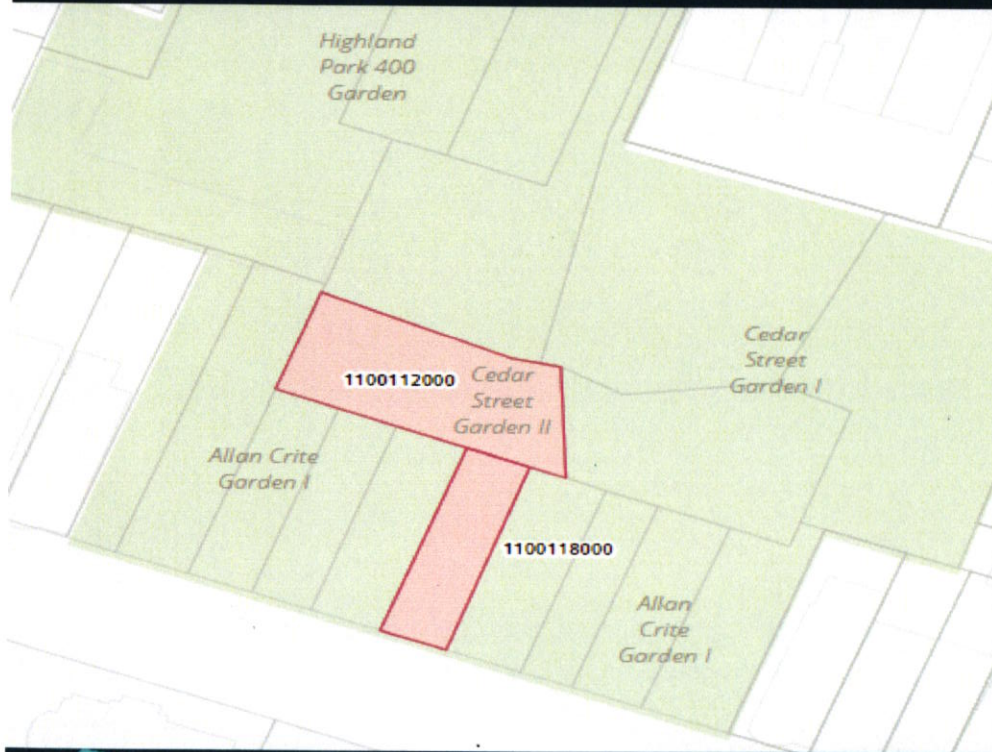 Highland
Park 400
Garden
Cedar
Street
Garden I
1100112000
Cedar
Street
Garden II
Allan Crite
Garden I
1100118000
Allan
Crite
Garden I